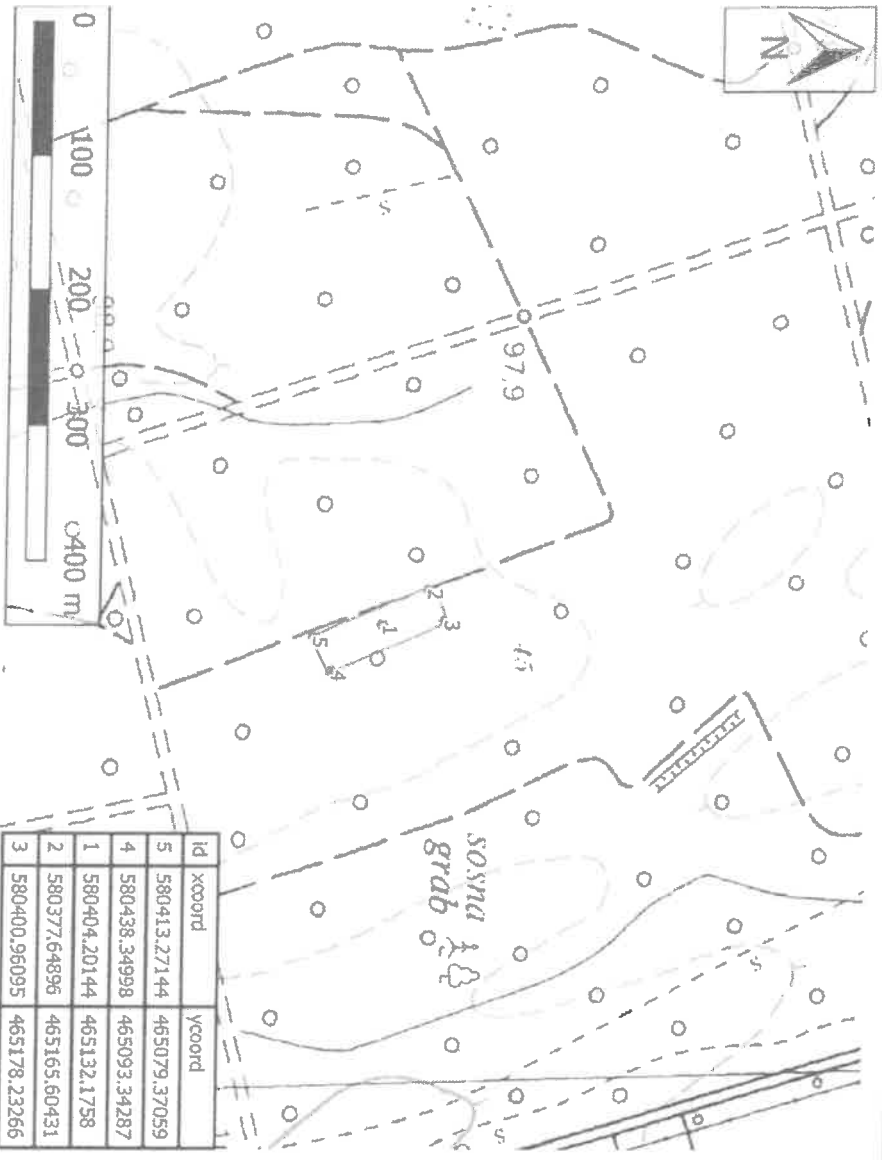 N
0 100 200 300 400 m
97,9
s
2
3
1
5
4
45
sosna
grab
s
s
id xcoord ycoord
5 580413.27144 465079.37059
4 580438.34998 465093.34287
1 580404.20144 465132.1758
2 580377.64896 465165.60431
3 580400.96095 465178.23266